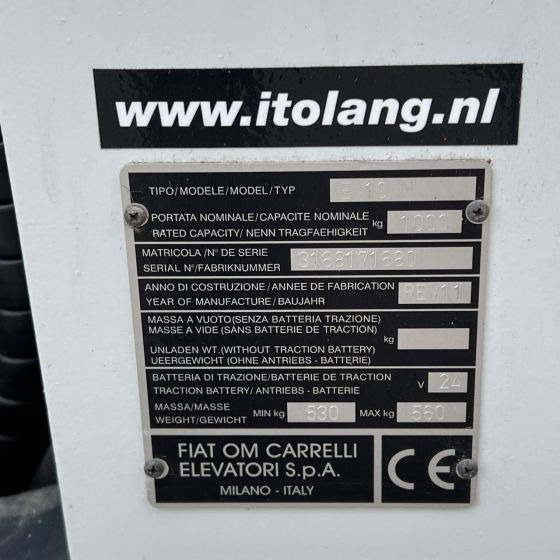 www.itolang.nl
TIPO/MODELE/MODEL/TYP E 10 N
PORTATA NOMINALE/CAPACITE NOMINALE
RATED CAPACITY/ NENN TRAGFAEHIGKEIT kg 1000
MATRICOLA /N° DE SERIE
SERIAL N°/FABRIKNUMMER 3188171680
ANNO DI COSTRUZIONE/ ANNEE DE FABRICATION
YEAR OF MANUFACTURE/ BAUJAHR REV11
MASSA A VUOTO(SENZA BATTERIA TRAZIONE)
MASSE A VIDE (SANS BATTERIE DE TRACTION)
kg
UNLADEN WT.(WITHOUT TRACTION BATTERY)
UEERGEWICHT (OHNE ANTRIEBS - BATTERIE)
BATTERIA DI TRAZIONE/BATTERIE DE TRACTION
TRACTION BATTERY/ ANTRIEBS - BATTERIE V 24
MASSA/MASSE
WEIGHT/GEWICHT MIN kg 530 MAX kg 560
FIAT OM CARRELLI
ELEVATORI S.p.A.
MILANO - ITALY
CE